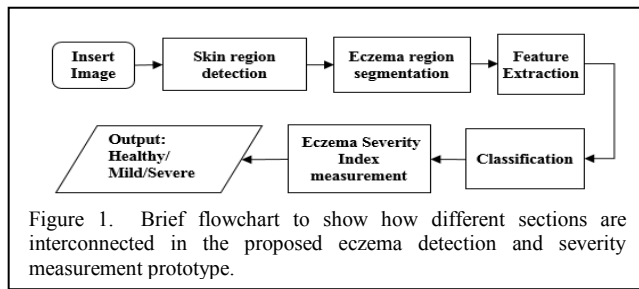 Insert
Image
Skin region
detection
Eczema region
segmentation
Feature
Extraction
Classification
Eczema Severity
Index
measurement
Output:
Healthy/
Mild/Severe
Figure 1. Brief flowchart to show how different sections are
interconnected in the proposed eczema detection and severity
measurement prototype.